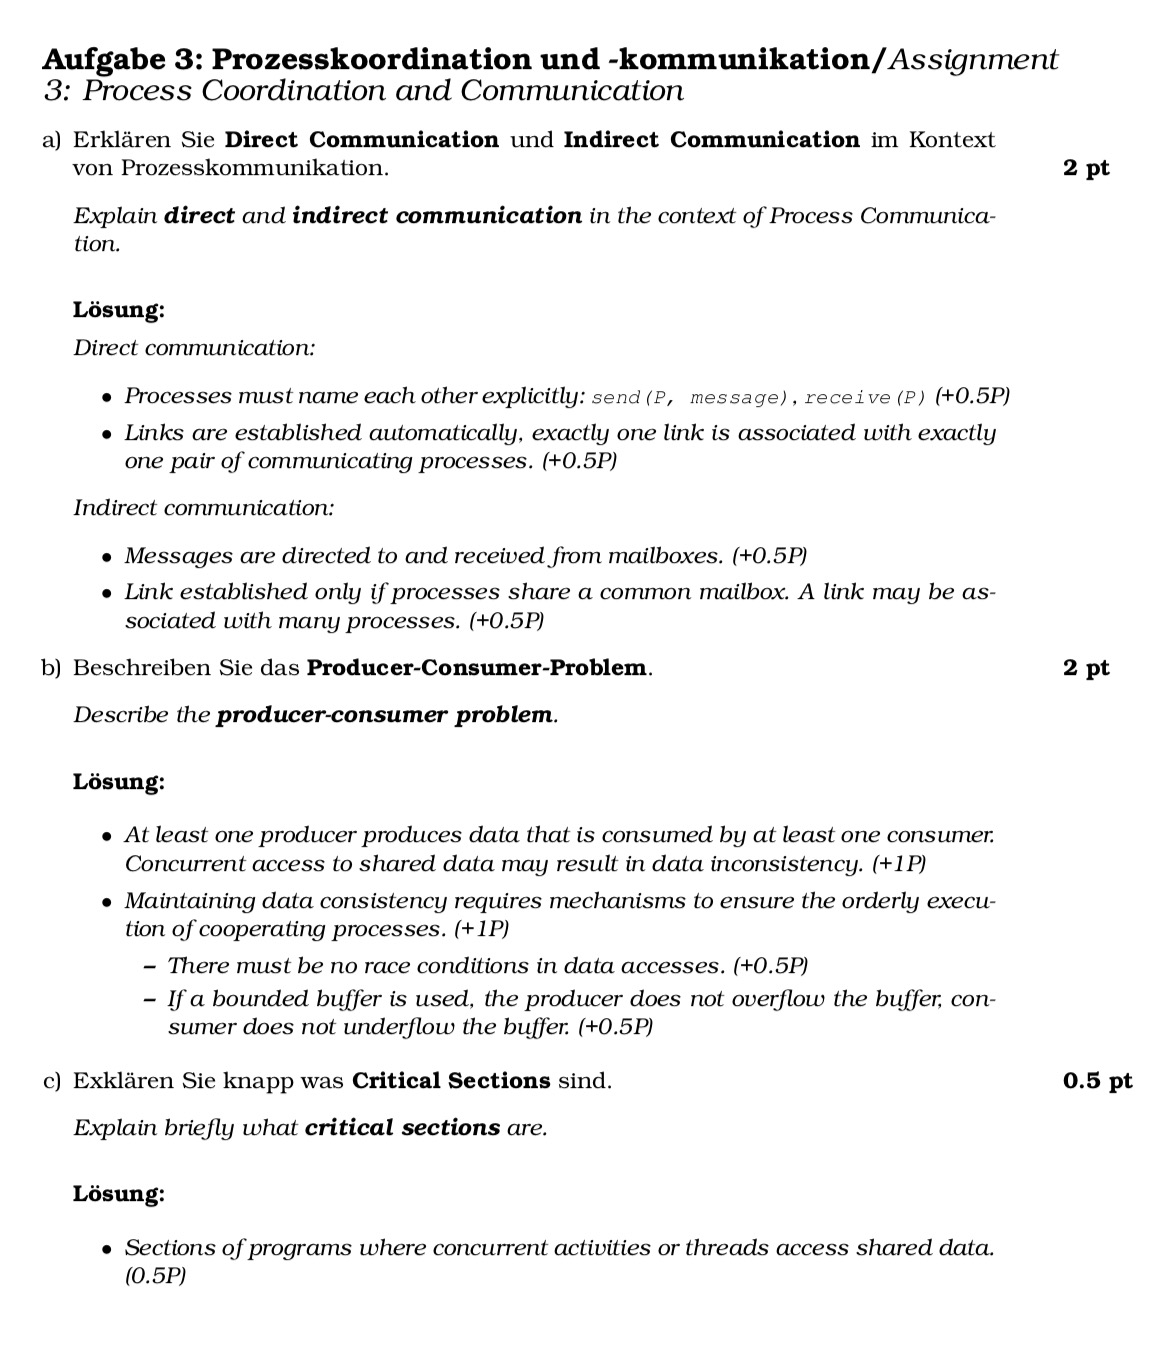 Aufgabe 3: Prozesskoordination und -kommunikation/Assignment
3: Process Coordination and Communication
a) Erklären Sie Direct Communication und Indirect Communication im Kontext
von Prozesskommunikation. 2 pt
Explain direct and indirect communication in the context of Process Communica-
tion.
Lösung:
Direct communication:
• Processes must name each other explicitly: send(P, message), receive(P) (+0.5P)
• Links are established automatically, exactly one link is associated with exactly
one pair of communicating processes. (+0.5P)
Indirect communication:
• Messages are directed to and received from mailboxes. (+0.5P)
• Link established only if processes share a common mailbox. A link may be as-
sociated with many processes. (+0.5P)
b) Beschreiben Sie das Producer-Consumer-Problem. 2 pt
Describe the producer-consumer problem.
Lösung:
• At least one producer produces data that is consumed by at least one consumer.
Concurrent access to shared data may result in data inconsistency. (+1P)
• Maintaining data consistency requires mechanisms to ensure the orderly execu-
tion of cooperating processes. (+1P)
– There must be no race conditions in data accesses. (+0.5P)
– If a bounded buffer is used, the producer does not overflow the buffer, con-
sumer does not underflow the buffer. (+0.5P)
c) Exklären Sie knapp was Critical Sections sind. 0.5 pt
Explain briefly what critical sections are.
Lösung:
• Sections of programs where concurrent activities or threads access shared data.
(0.5P)